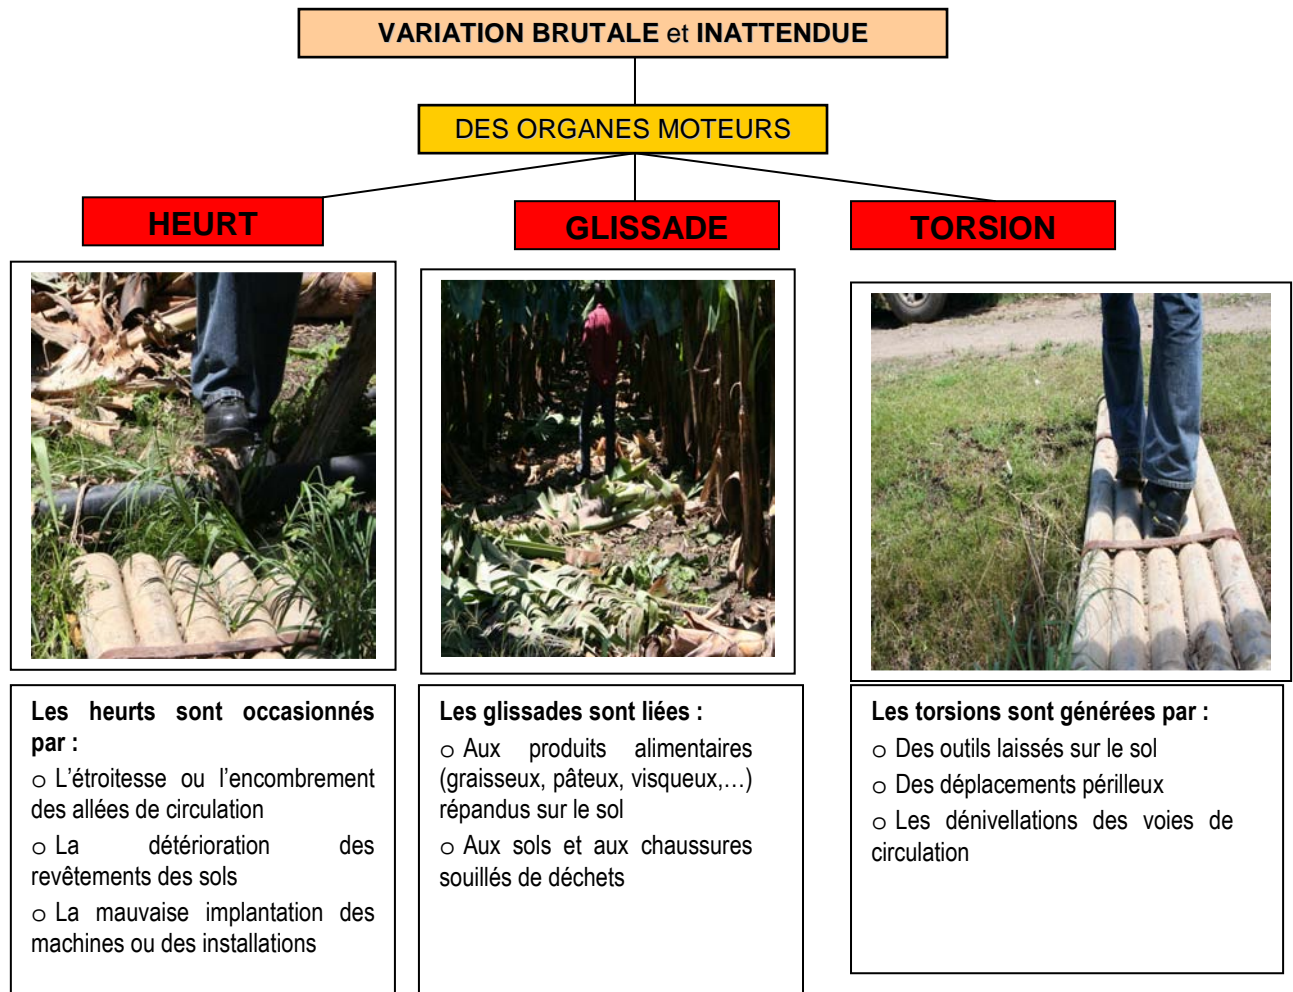 VARIATION BRUTALE et INATTENDUE
DES ORGANES MOTEURS
HEURT
GLISSADE
TORSION
Les heurts sont occasionnés
par :
o L’étroitesse ou l’encombrement
des allées de circulation
o La détérioration des
revêtements des sols
o La mauvaise implantation des
machines ou des installations
Les glissades sont liées :
o Aux produits alimentaires
(graisseux, pâteux, visqueux,…)
répandus sur le sol
o Aux sols et aux chaussures
souillés de déchets
Les torsions sont générées par :
o Des outils laissés sur le sol
o Des déplacements périlleux
o Les dénivellations des voies de
circulation